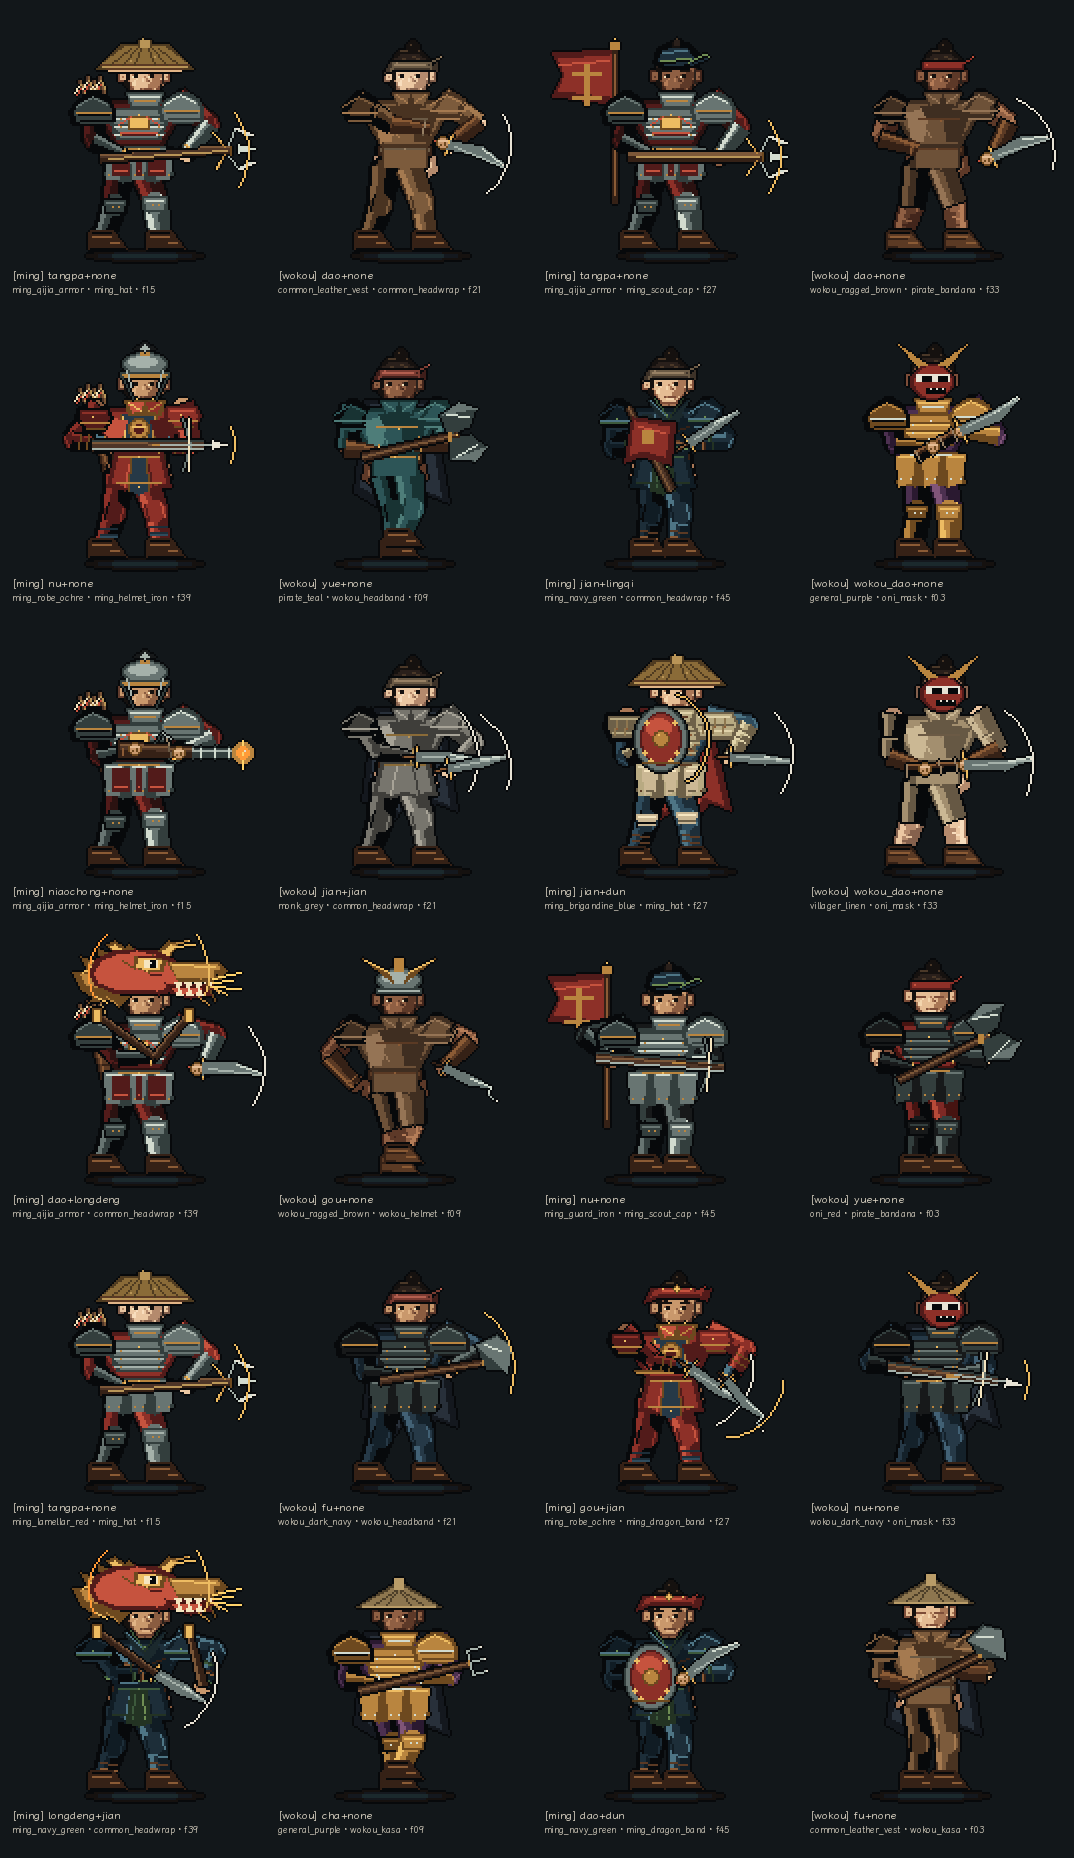 [ming] tangpa+none
ming_qijia_armor • ming_hat • f15
[wokou] dao+none
common_leather_vest • common_headwrap • f21
[ming] tangpa+none
ming_qijia_armor • ming_scout_cap • f27
[wokou] dao+none
wokou_ragged_brown • pirate_bandana • f33
[ming] nu+none
ming_robe_ochre • ming_helmet_iron • f39
[wokou] yue+none
pirate_teal • wokou_headband • f09
[ming] jian+lingqi
ming_navy_green • common_headwrap • f45
[wokou] wokou_dao+none
general_purple • oni_mask • f03
[ming] niaochong+none
ming_qijia_armor • ming_helmet_iron • f15
[wokou] jian+jian
monk_grey • common_headwrap • f21
[ming] jian+dun
ming_brigandine_blue • ming_hat • f27
[wokou] wokou_dao+none
villager_linen • oni_mask • f33
[ming] dao+longdeng
ming_qijia_armor • common_headwrap • f39
[wokou] gou+none
wokou_ragged_brown • wokou_helmet • f09
[ming] nu+none
ming_guard_iron • ming_scout_cap • f45
[wokou] yue+none
oni_red • pirate_bandana • f03
[ming] tangpa+none
ming_lamellar_red • ming_hat • f15
[wokou] fu+none
wokou_dark_navy • wokou_headband • f21
[ming] gou+jian
ming_robe_ochre • ming_dragon_band • f27
[wokou] nu+none
wokou_dark_navy • oni_mask • f33
[ming] longdeng+jian
ming_navy_green • common_headwrap • f39
[wokou] cha+none
general_purple • wokou_kasa • f09
[ming] dao+dun
ming_navy_green • ming_dragon_band • f45
[wokou] fu+none
common_leather_vest • wokou_kasa • f03